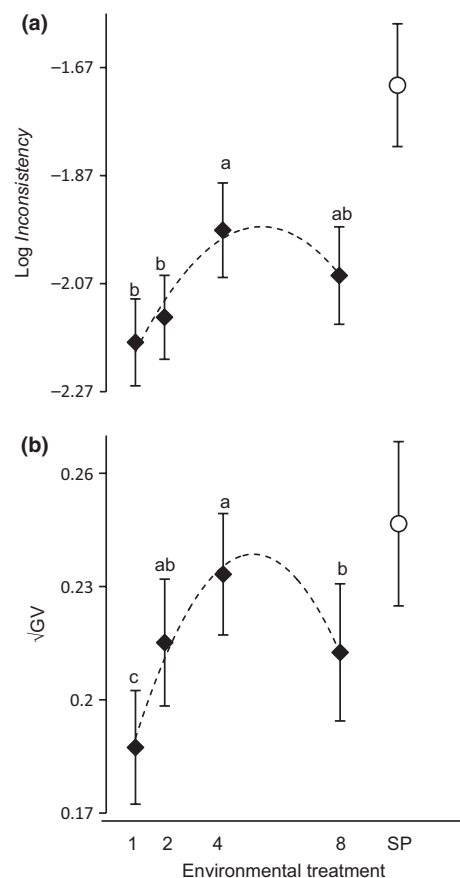 (a)
−1.67
−1.87
−2.07
−2.27
Log Inconsistency
b
b
a
ab
(b)
0.26
0.23
0.2
0.17
√GV
c
ab
a
b
1 2 4 8 SP
Environmental treatment